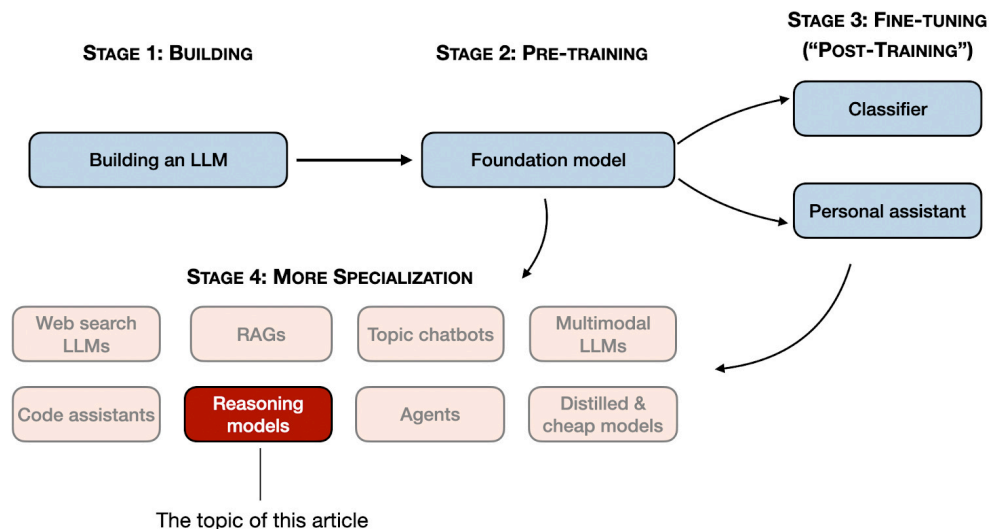 STAGE 1: BUILDING
STAGE 2: PRE-TRAINING
STAGE 3: FINE-TUNING
(“POST-TRAINING”)
Building an LLM
Foundation model
Classifier
Personal assistant
STAGE 4: MORE SPECIALIZATION
Web search
LLMs
RAGs
Topic chatbots
Multimodal
LLMs
Code assistants
Reasoning
models
Agents
Distilled &
cheap models
The topic of this article